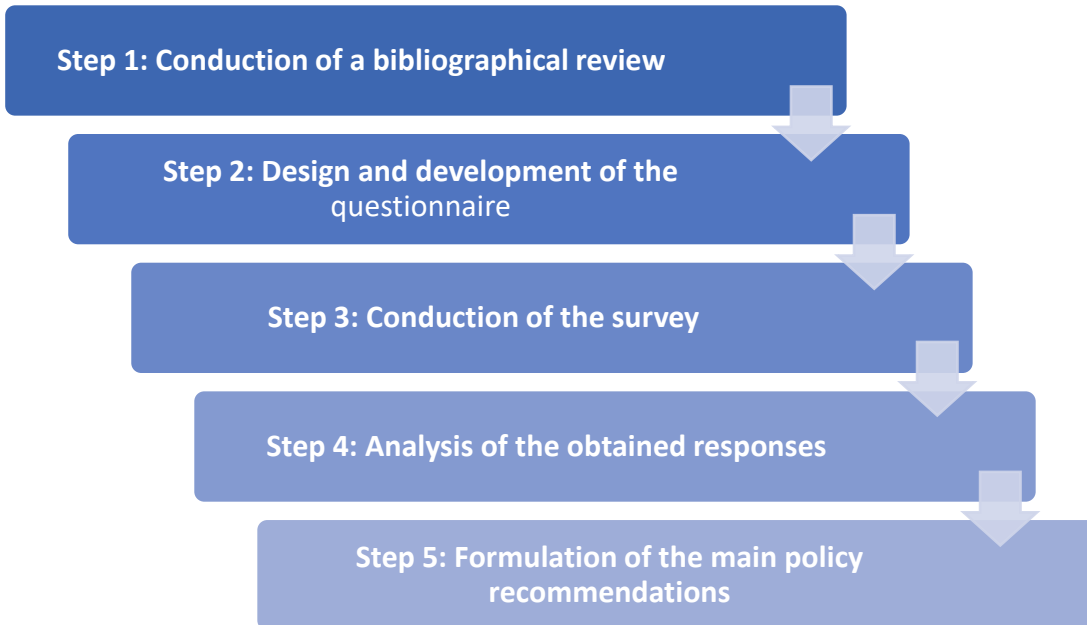 Step 1: Conduction of a bibliographical review
Step 2: Design and development of the
questionnaire
Step 3: Conduction of the survey
Step 4: Analysis of the obtained responses
Step 5: Formulation of the main policy
recommendations